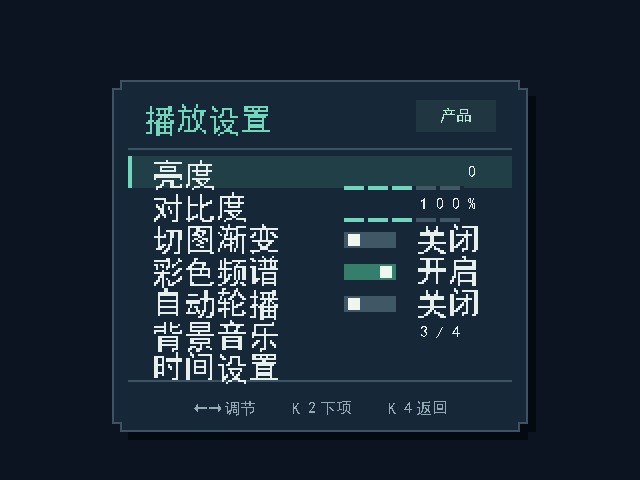 播放设置 产品
亮度 0
对比度 100%
切图渐变 关闭
彩色频谱 开启
自动轮播 关闭
背景音乐 3/4
时间设置
←→调节 K2下项 K4返回